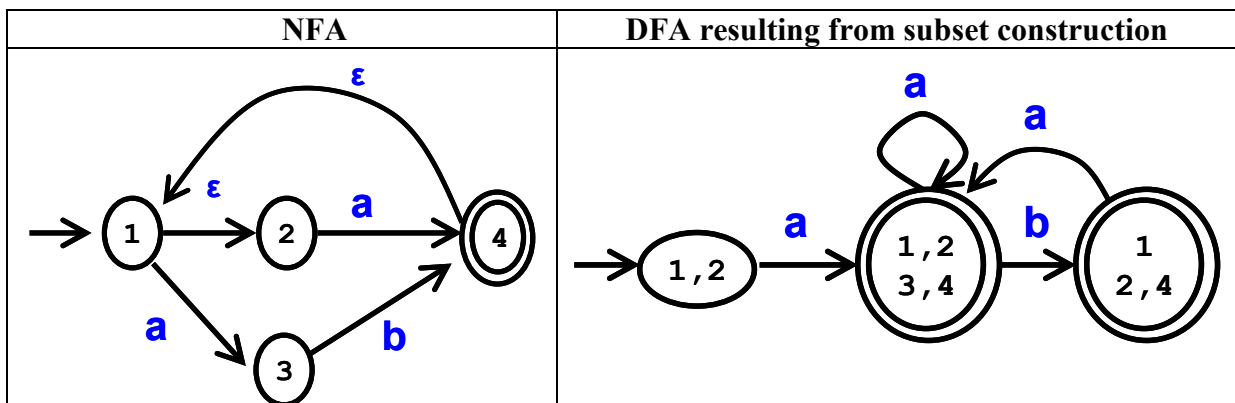 NFA
DFA resulting from subset construction
ε
ε
a
1
2
4
a
b
3
a
a
a
b
1,2
1,2
3,4
1
2,4